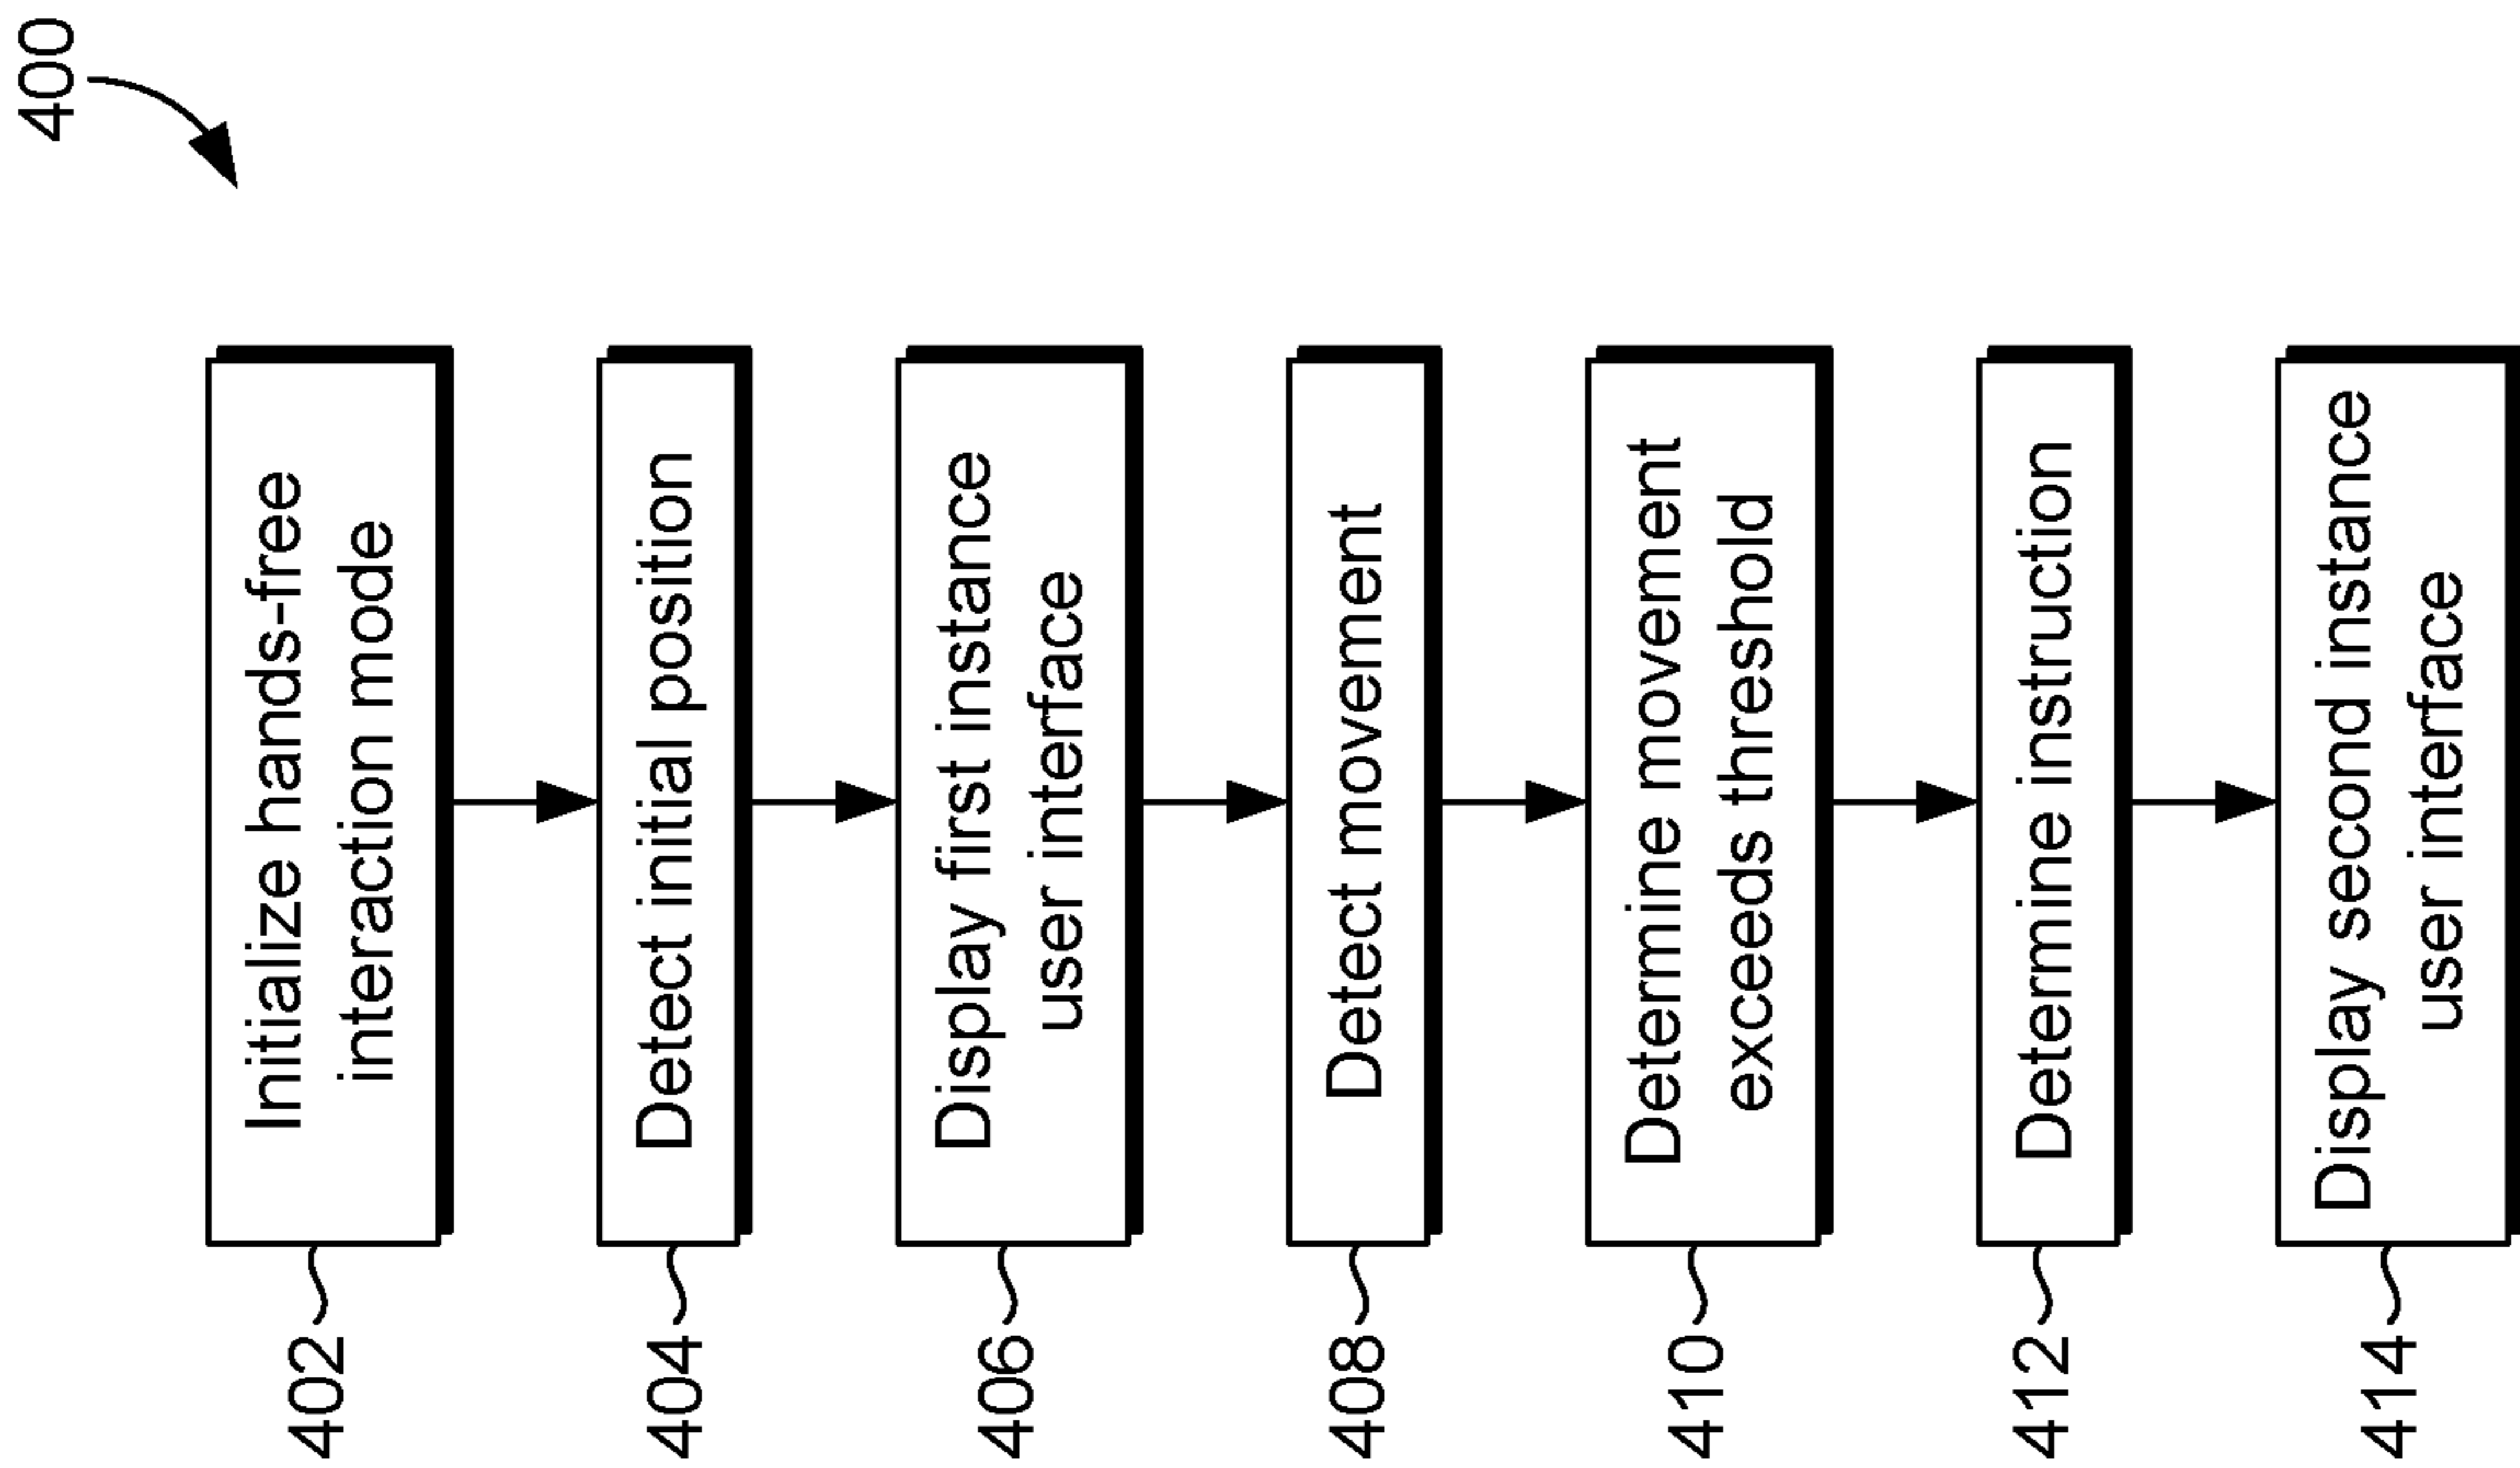 400
402
Initialize hands-free
interaction mode
404
Detect initial position
406
Display first instance
user interface
408
Detect movement
410
Determine movement
exceeds threshold
412
Determine instruction
414
Display second instance
user interface